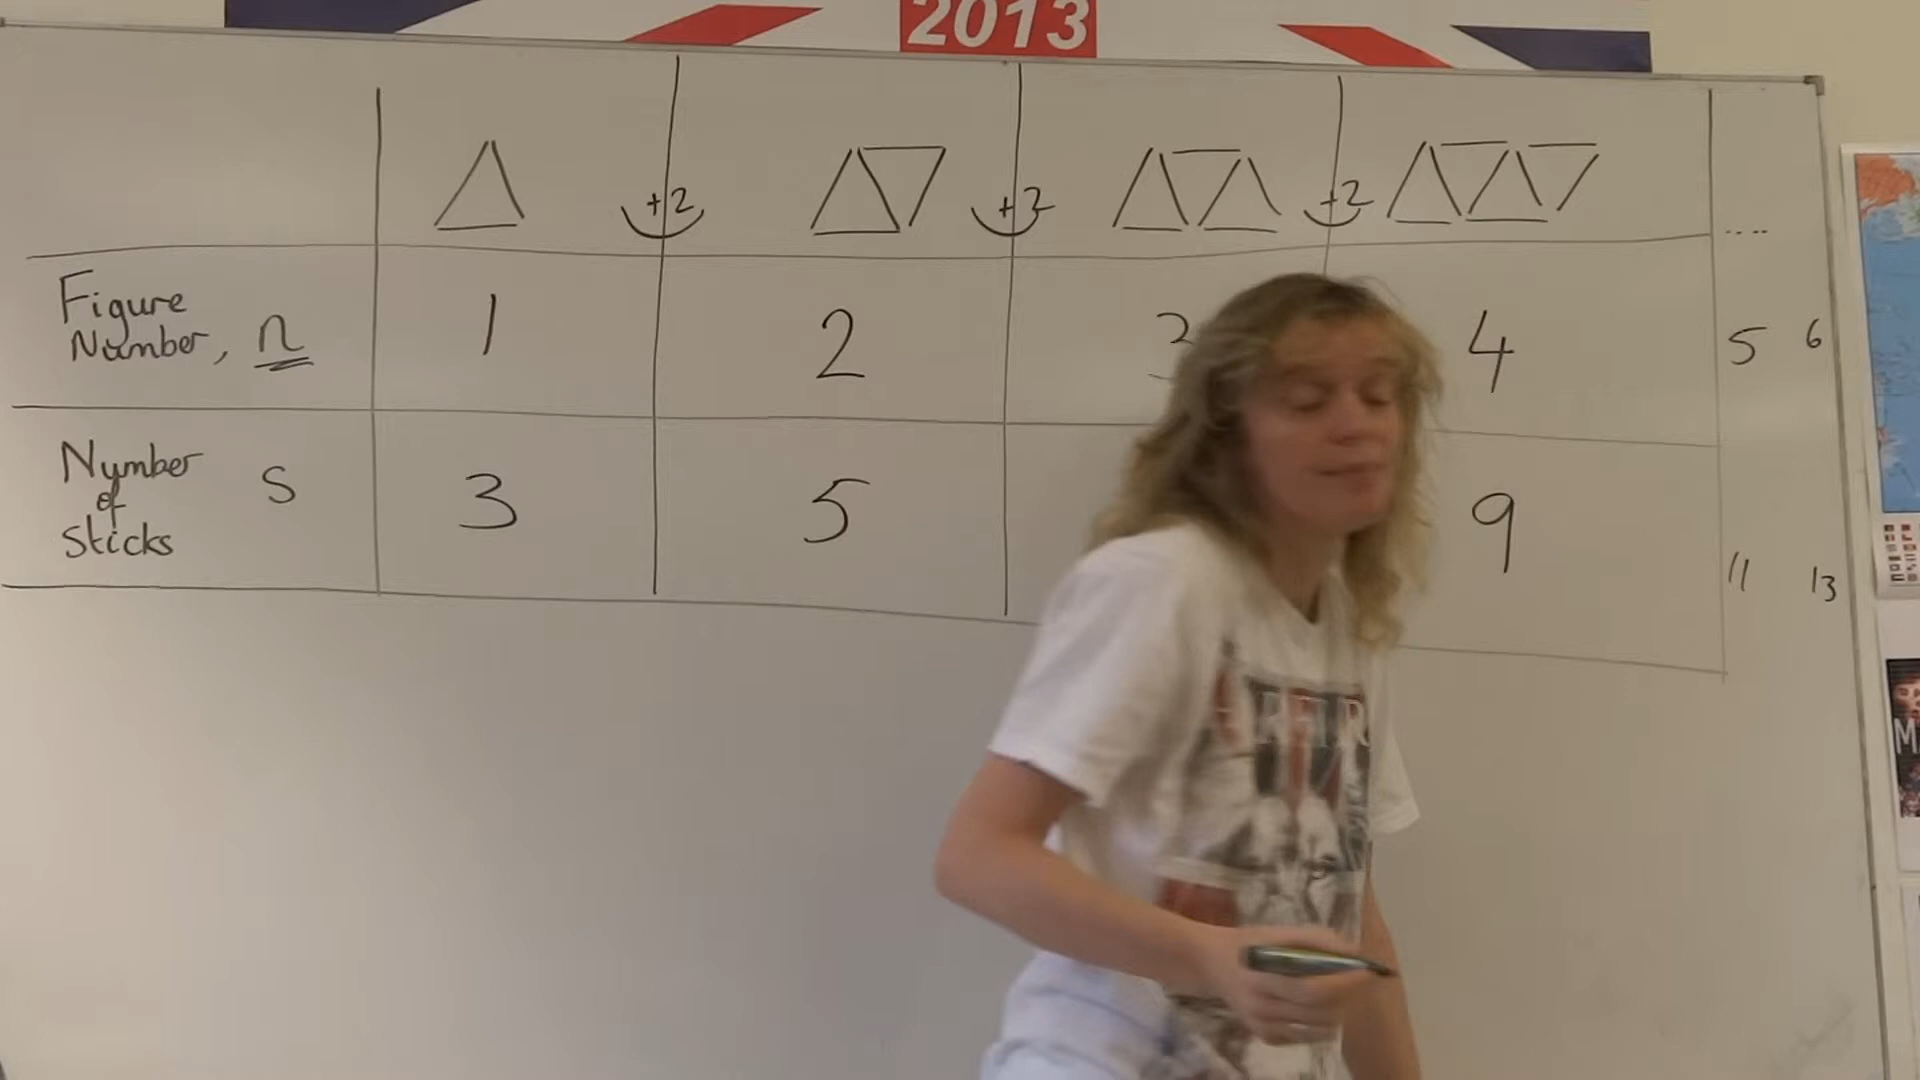 2013
+2 +2 +2 ....
Figure
Number, n 1 2 3 4 5 6
Number
of
Sticks S 3 5 9 11 13